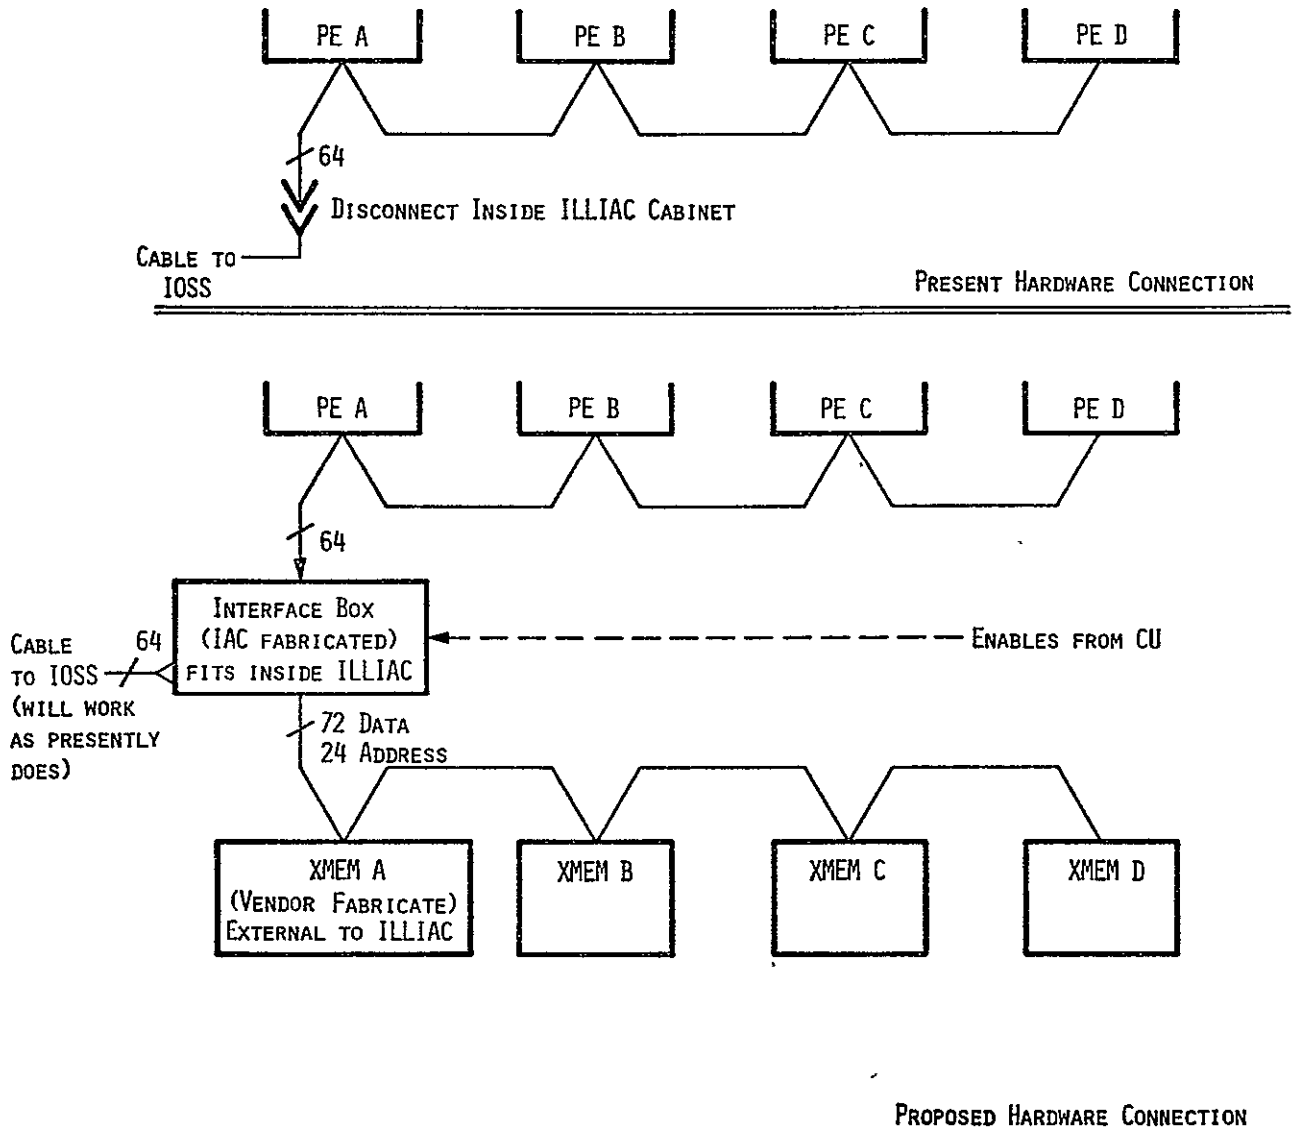 PE A PE B PE C PE D
64
Disconnect Inside ILLIAC Cabinet
Cable to
IOSS
Present Hardware Connection
PE A PE B PE C PE D
64
Interface Box
(IAC fabricated)
fits inside ILLIAC
Enables from CU
64
Cable
to IOSS
(will work
as presently
does)
72 Data
24 Address
XMEM A
(Vendor Fabricate)
External to ILLIAC
XMEM B
XMEM C
XMEM D
Proposed Hardware Connection